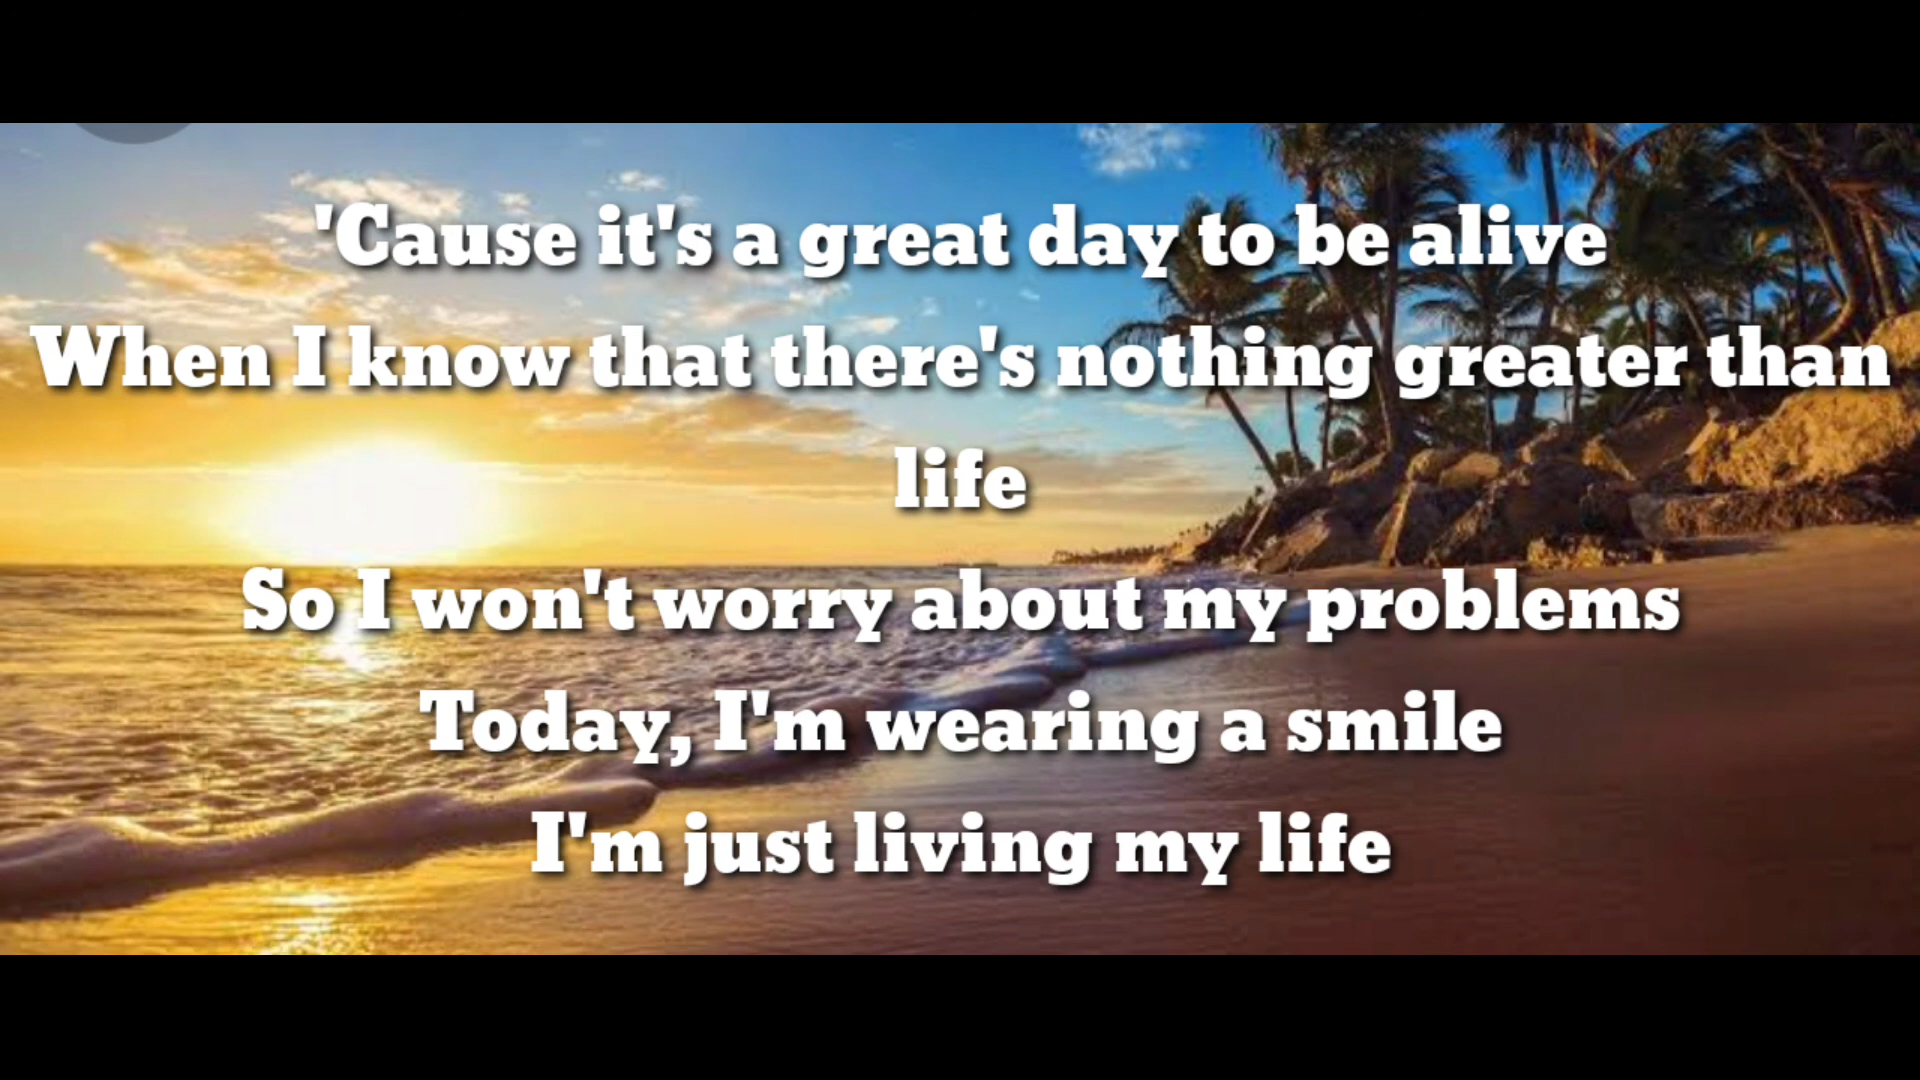 'Cause it's a great day to be alive
When I know that there's nothing greater than
life
So I won't worry about my problems
Today, I'm wearing a smile
I'm just living my life